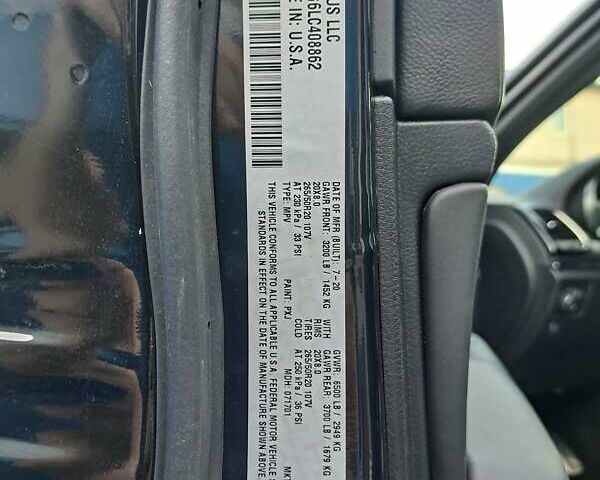 US LLC
6LC408862
E IN: U.S.A.
DATE OF MFR (BUILT): 7-20 GVWR: 6500 LB / 2949 KG
GAWR FRONT: 3200 LB / 1452 KG WITH GAWR REAR: 3700 LB / 1679 KG
20X8.0 RIMS 20X8.0
265/50R20 107V TIRES 265/50R20 107V
AT 230 kPa / 33 PSI COLD AT 250 kPa / 36 PSI
TYPE: MPV PAINT: PXJ MDH: 071701 MKT
THIS VEHICLE CONFORMS TO ALL APPLICABLE U.S.A. FEDERAL MOTOR VEHICLE S
STANDARDS IN EFFECT ON THE DATE OF MANUFACTURE SHOWN ABOVE